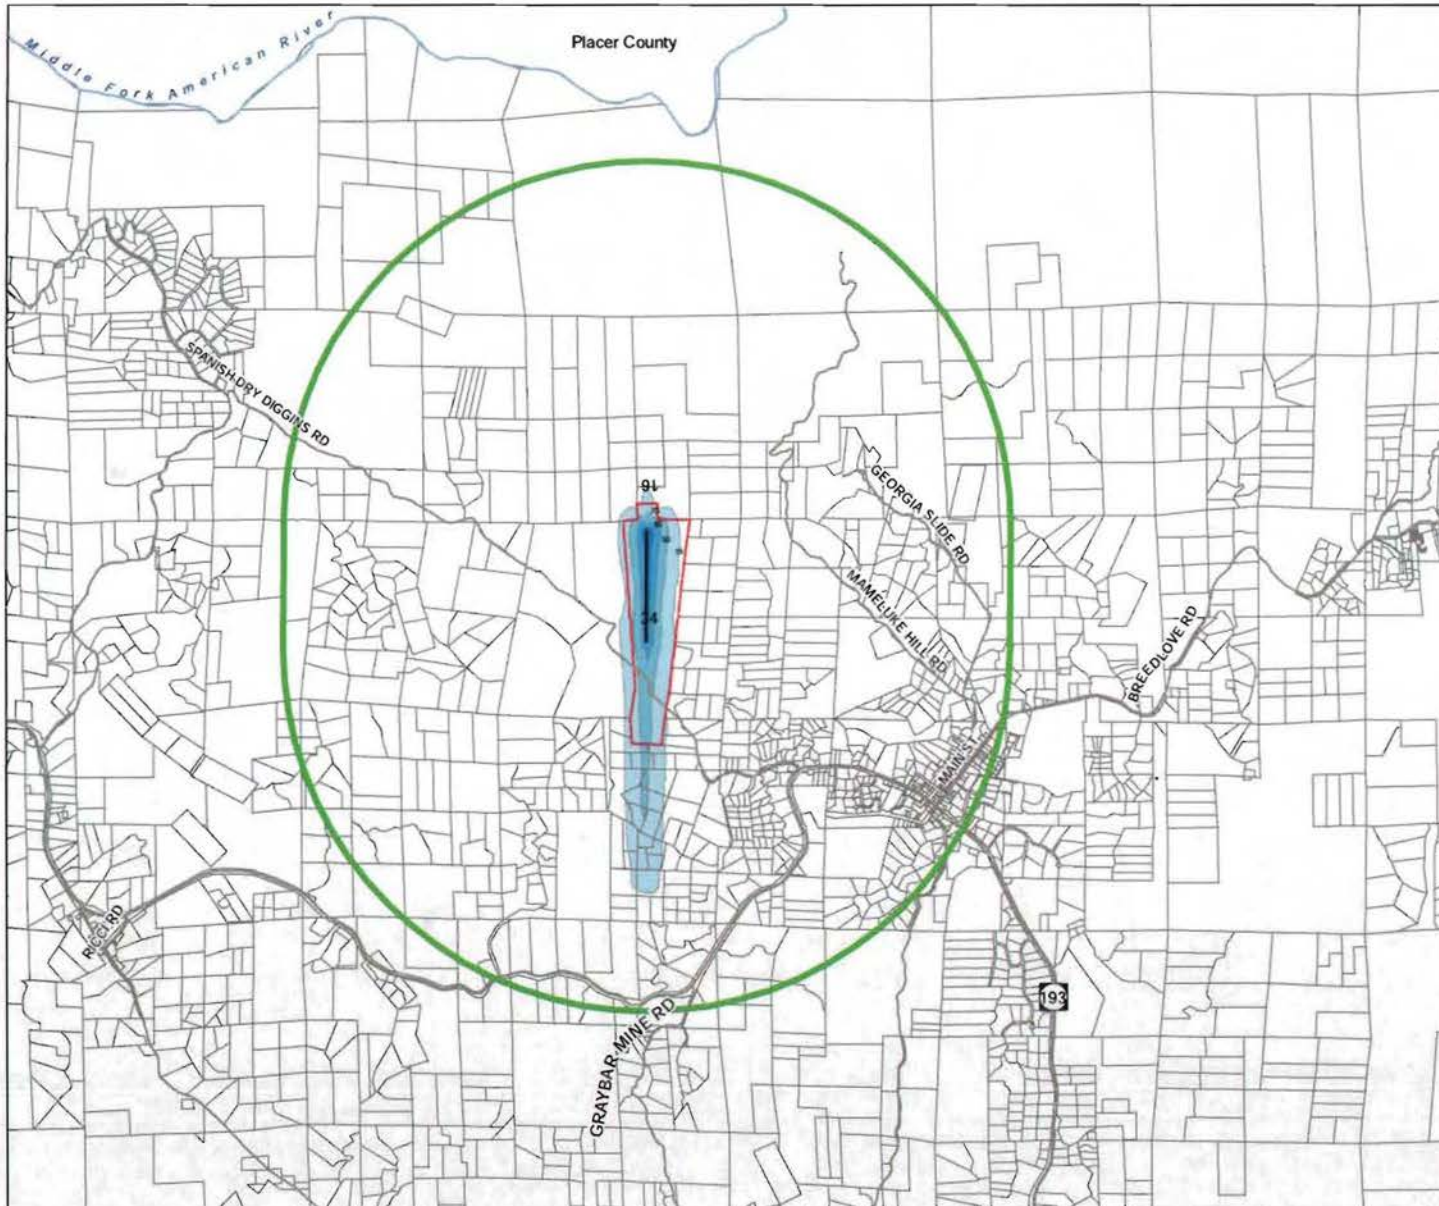 Placer County
Middle Fork American River
SPANISH DRY DIGGINS RD
16
GEORGIA SLIDE RD
34
MAMELUKE HILL RD
BREEDLOVE RD
MAIN ST
RICCI RD
193
GRAYBAR MINE RD